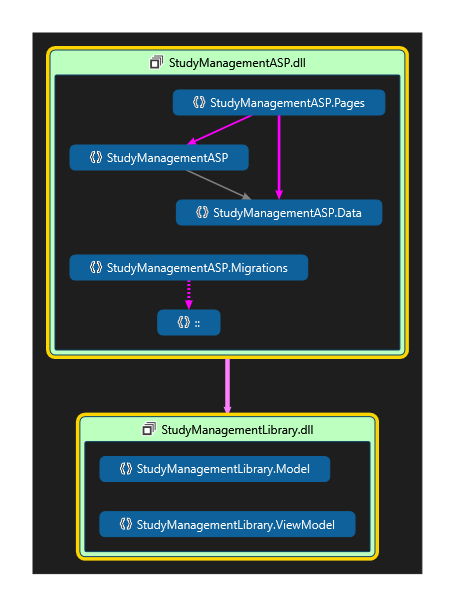 StudyManagementASP.dll
StudyManagementASP.Pages
StudyManagementASP
StudyManagementASP.Data
StudyManagementASP.Migrations
::
StudyManagementLibrary.dll
StudyManagementLibrary.Model
StudyManagementLibrary.ViewModel